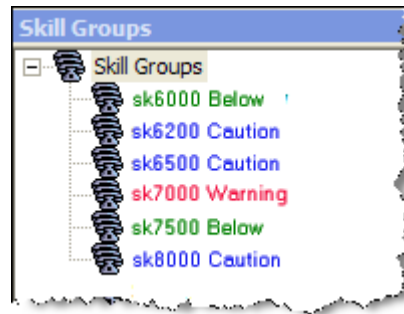 Skill Groups
Skill Groups
sk6000 Below
sk6200 Caution
sk6500 Caution
sk7000 Warning
sk7500 Below
sk8000 Caution